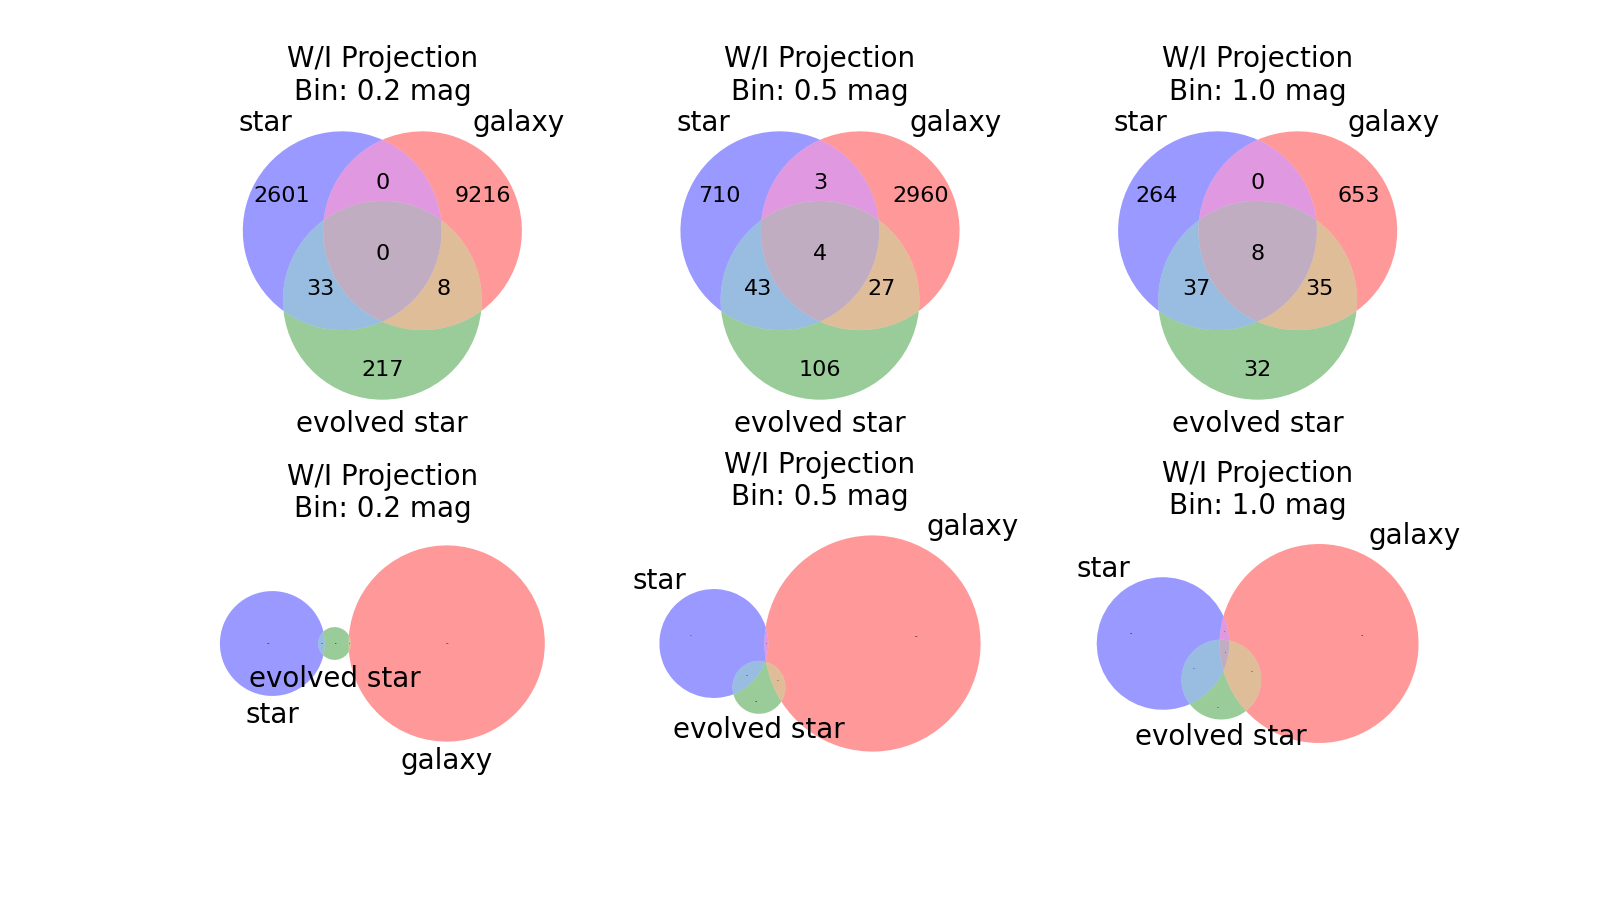 W/I Projection
Bin: 0.2 mag
star
galaxy
2601
0
9216
0
33
8
217
evolved star
W/I Projection
Bin: 0.5 mag
star
galaxy
710
3
2960
4
43
27
106
evolved star
W/I Projection
Bin: 1.0 mag
star
galaxy
264
0
653
8
37
35
32
evolved star
W/I Projection
Bin: 0.2 mag
evolved star
star
galaxy
W/I Projection
Bin: 0.5 mag
galaxy
star
evolved star
W/I Projection
Bin: 1.0 mag
galaxy
star
evolved star